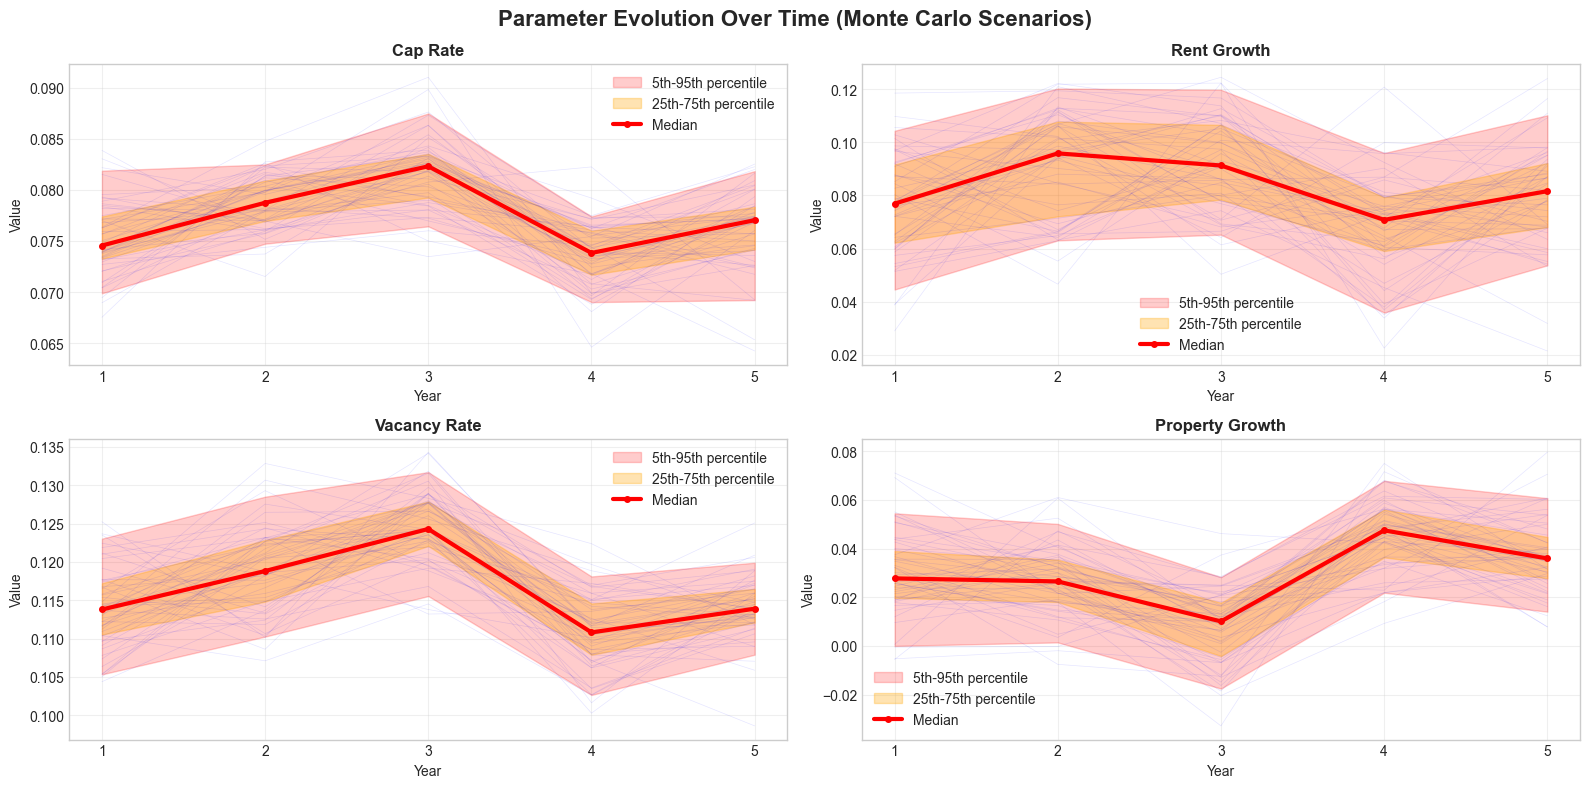 Parameter Evolution Over Time (Monte Carlo Scenarios)
Cap Rate
Value
0.090
0.085
0.080
0.075
0.070
0.065
5th-95th percentile
25th-75th percentile
Median
1 2 3 4 5
Year
Rent Growth
Value
0.12
0.10
0.08
0.06
0.04
0.02
5th-95th percentile
25th-75th percentile
Median
1 2 3 4 5
Year
Vacancy Rate
Value
0.135
0.130
0.125
0.120
0.115
0.110
0.105
0.100
5th-95th percentile
25th-75th percentile
Median
1 2 3 4 5
Year
Property Growth
Value
0.08
0.06
0.04
0.02
0.00
−0.02
5th-95th percentile
25th-75th percentile
Median
1 2 3 4 5
Year